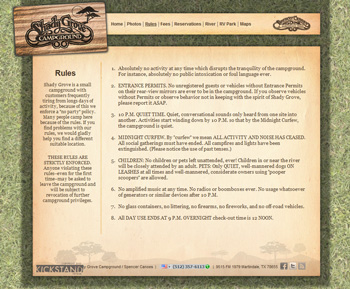 Shady Grove
CAMPGROUND
Home | Photos | Rules | Fees | Reservations | River | RV Park | Maps
Rules
Shady Grove is a small
campground with
customers frequently
tiring from longs days of
activity, because of this we
enforce a "no party" policy.
Many people camp here
because of the rules. If you
find problems with our
rules, we would gladly
help you find a different
suitable location.
THESE RULES ARE
STRICTLY ENFORCED.
Anyone violating these
rules-even for the first
time-may be asked to
leave the campground and
will be subject to
revocation of further
campground privileges.
1. Absolutely no activity at any time which disrupts the tranquility of the campground.
For instance, absolutely no public intoxication or foul language ever.
2. ENTRANCE PERMITS. No unregistered guests or vehicles without Entrance Permits
on their rear-view mirrors are ever to be in the campground. If you observe vehicles
without Permits or observe behavior not in keeping with the spirit of Shady Grove,
please report it ASAP.
3. 10 P.M. QUIET TIME. Quiet, conversational sounds only heard from one site into
another. Activities start winding down by 10 P.M. so that by the Midnight Curfew,
the campground is quiet.
4. MIDNIGHT CURFEW. By "curfew" we mean ALL ACTIVITY AND NOISE HAS CEASED.
All social gatherings must have ended. All campfires and lights have been
extinguished. (Please notice the use of past tenses.)
5. CHILDREN: No children or pets left unattended, ever! Children in or near the river
will be closely attended by an adult. PETS: Only QUIET, well-mannered dogs ON
LEASHES at all times and well-mannered, considerate owners using "pooper
scoopers" are allowed.
6. No amplified music at any time. No radios or boomboxes ever. No usage whatsoever
of generators or similar devices after 10 P.M.
7. No glass containers, no littering, no firearms, no fireworks, and no off-road vehicles.
8. All DAY USE ENDS AT 9 P.M. OVERNIGHT check-out time is 12 NOON.
KICKSTAND
Grove Campground / Spencer Canoes | (512) 357-6113 | 9515 FM 1979 Martindale, TX 78655